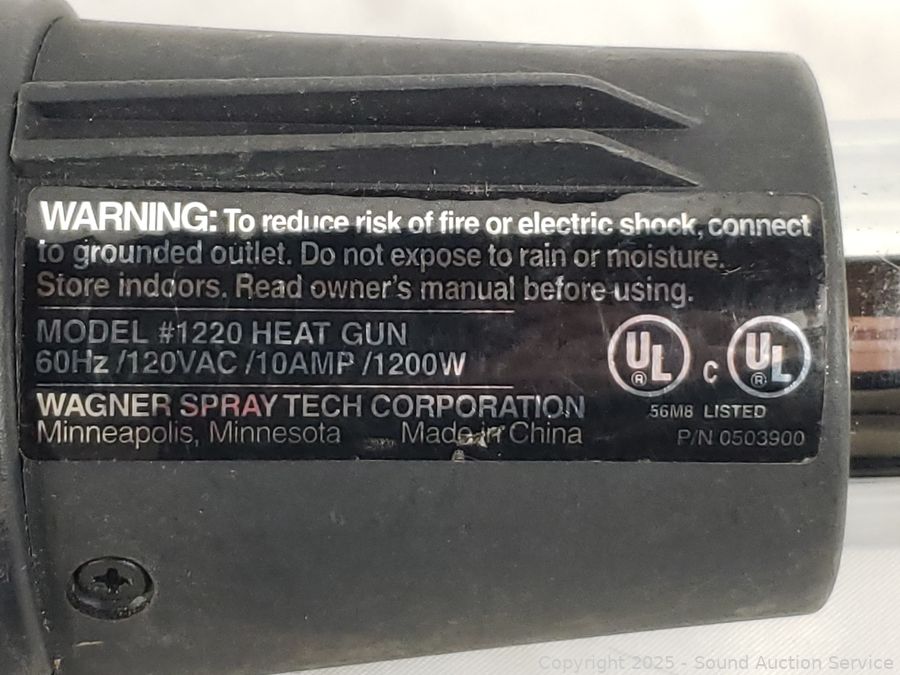 WARNING: To reduce risk of fire or electric shock, connect
to grounded outlet. Do not expose to rain or moisture.
Store indoors. Read owner's manual before using.
MODEL #1220 HEAT GUN
60Hz /120VAC /10AMP /1200W
WAGNER SPRAY TECH CORPORATION
Minneapolis, Minnesota Made in China
UL ® C UL ®
56M8 LISTED
P/N 0503900
Copyright 2025 - Sound Auction Service